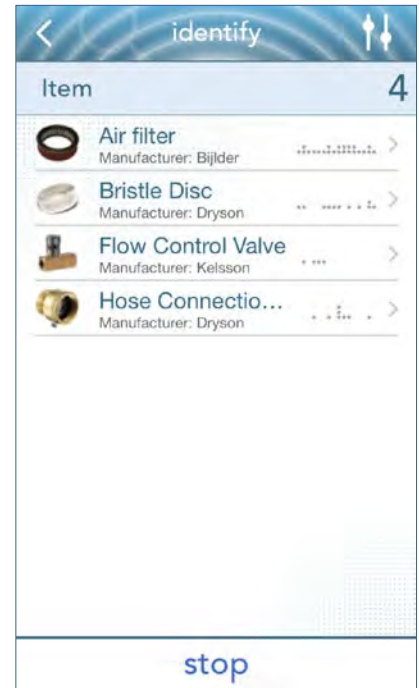 identify
Item 4
Air filter
Manufacturer: Bijlder
Bristle Disc
Manufacturer: Dryson
Flow Control Valve
Manufacturer: Kelsson
Hose Connectio...
Manufacturer: Dryson
stop